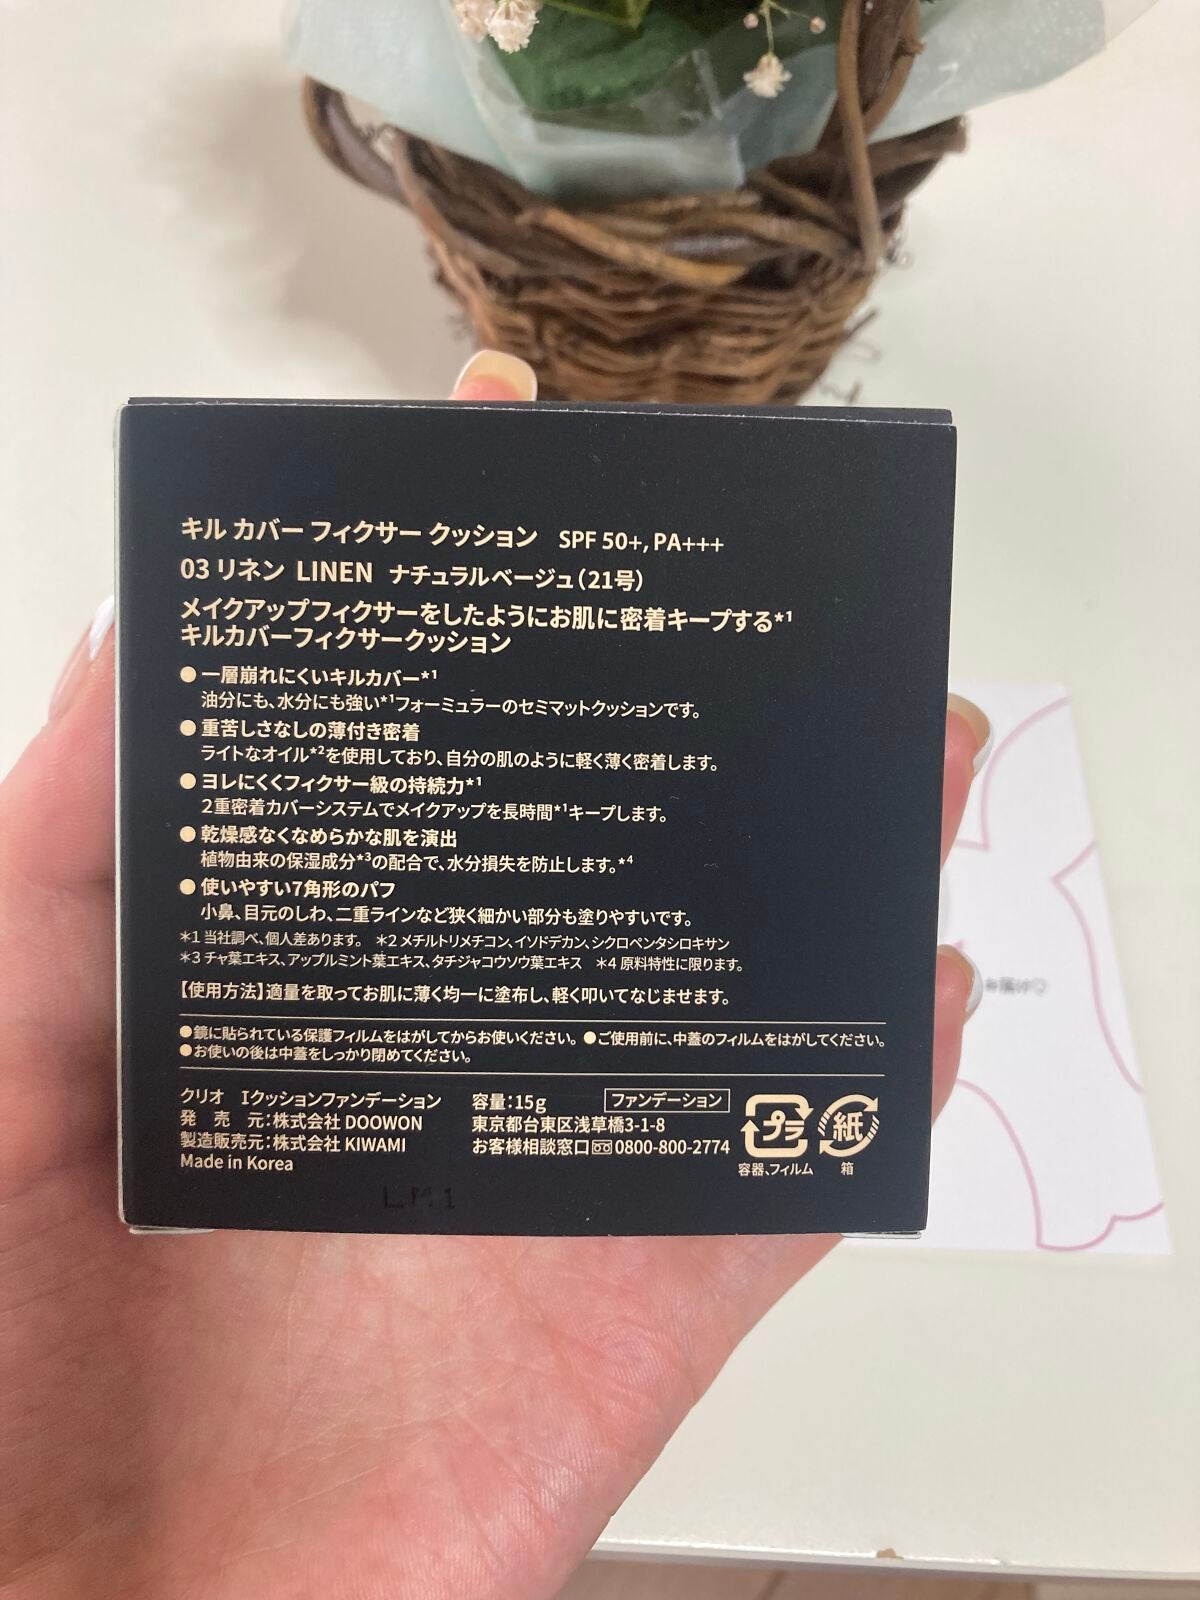 キル カバー フィクサー クッション SPF 50+, PA+++
03 リネン LINEN ナチュラルベージュ(21号)
メイクアップフィクサーをしたようにお肌に密着キープする*1
キルカバーフィクサークッション
● 一層崩れにくいキルカバー*1
油分にも、水分にも強い*1フォーミュラーのセミマットクッションです。
● 重苦しさなしの薄付き密着
ライトなオイル*2を使用しており、自分の肌のように軽く薄く密着します。
● ヨレにくくフィクサー級の持続力*1
2重密着カバーシステムでメイクアップを長時間*1キープします。
● 乾燥感なくなめらかな肌を演出
植物由来の保湿成分*3の配合で、水分損失を防止します。*4
● 使いやすい7角形のパフ
小鼻、目元のしわ、二重ラインなど狭く細かい部分も塗りやすいです。
*1 当社調べ、個人差あります。 *2 メチルトリメチコン、イソドデカン、シクロペンタシロキサン
*3 チャ葉エキス、アップルミント葉エキス、タチジャコウソウ葉エキス *4 原料特性に限ります。
【使用方法】適量を取ってお肌に薄く均一に塗布し、軽く叩いてなじませます。
●鏡に貼られている保護フィルムをはがしてからお使いください。 ●ご使用前に、中蓋のフィルムをはがしてください。
●お使いの後は中蓋をしっかり閉めてください。
クリオ Iクッションファンデーション 容量:15g ファンデーション
発 売 元:株式会社 DOOWON 東京都台東区浅草橋3-1-8
製造販売元:株式会社 KIWAMI お客様相談窓口 0800-800-2774
Made in Korea
プラ
容器、フィルム
紙
箱